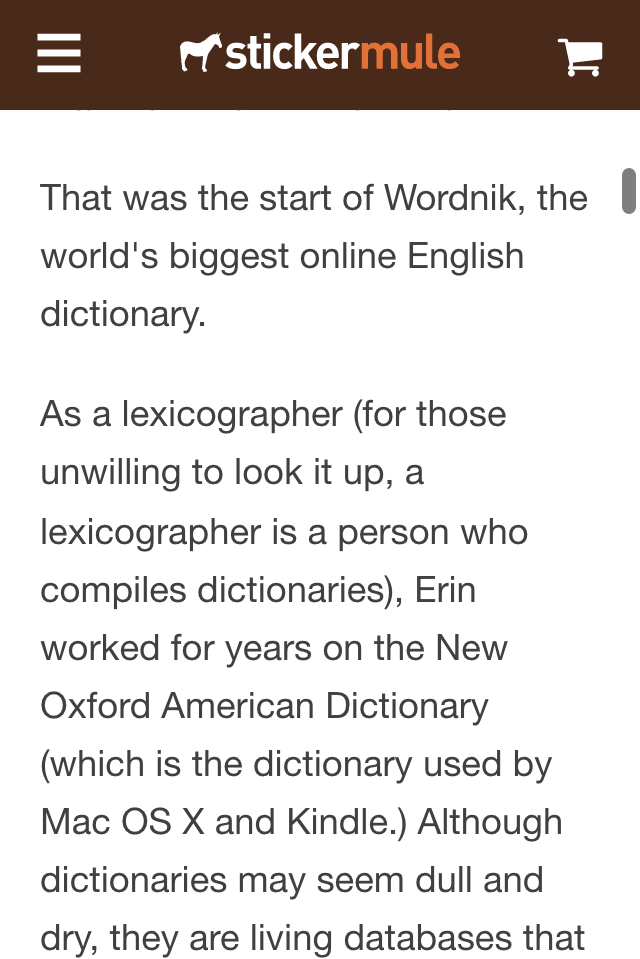 stickermule
That was the start of Wordnik, the
world's biggest online English
dictionary.
As a lexicographer (for those
unwilling to look it up, a
lexicographer is a person who
compiles dictionaries), Erin
worked for years on the New
Oxford American Dictionary
(which is the dictionary used by
Mac OS X and Kindle.) Although
dictionaries may seem dull and
dry, they are living databases that